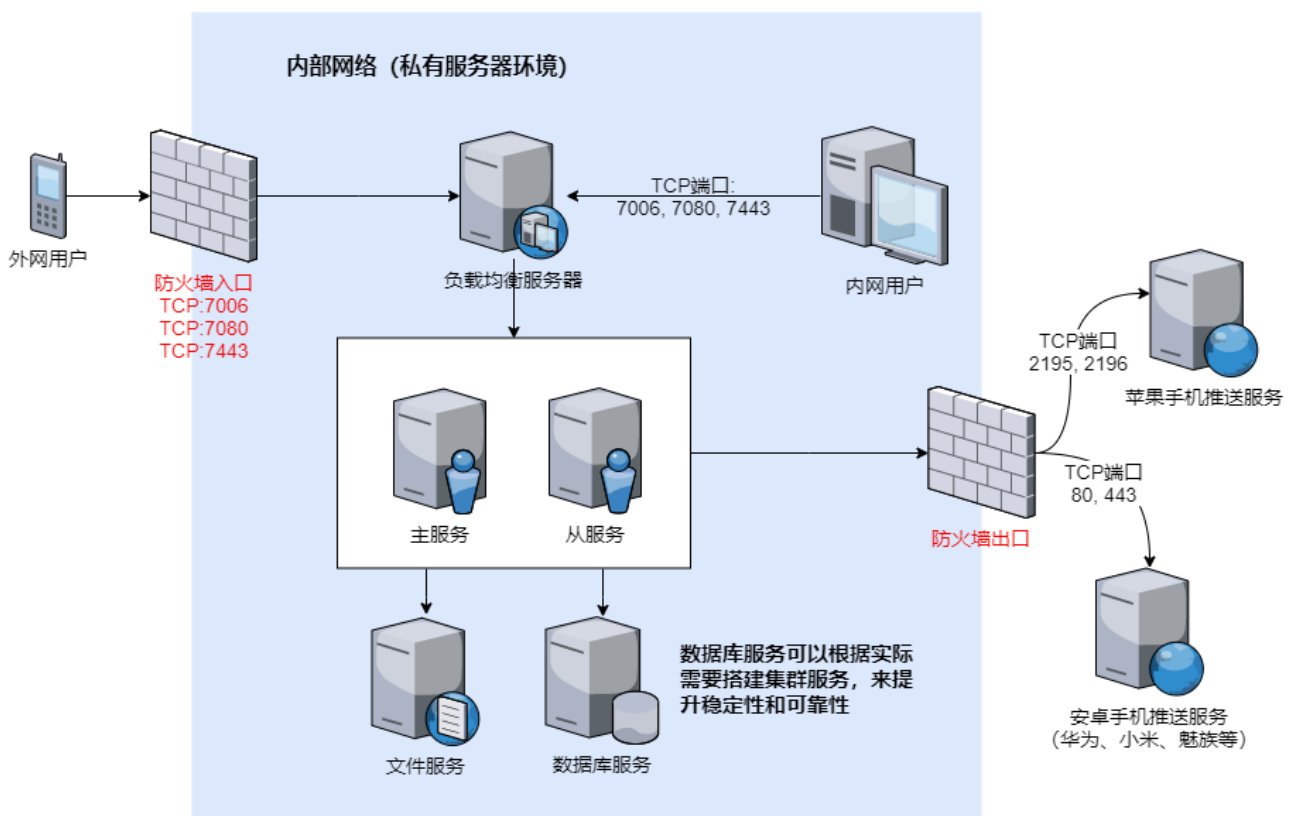 内部网络（私有服务器环境）
外网用户
防火墙入口
TCP:7006
TCP:7080
TCP:7443
负载均衡服务器
TCP端口:
7006, 7080, 7443
内网用户
TCP端口
2195, 2196
苹果手机推送服务
主服务
从服务
防火墙出口
TCP端口
80, 443
安卓手机推送服务
（华为、小米、魅族等）
文件服务
数据库服务
数据库服务可以根据实际
需要搭建集群服务，来提
升稳定性和可靠性